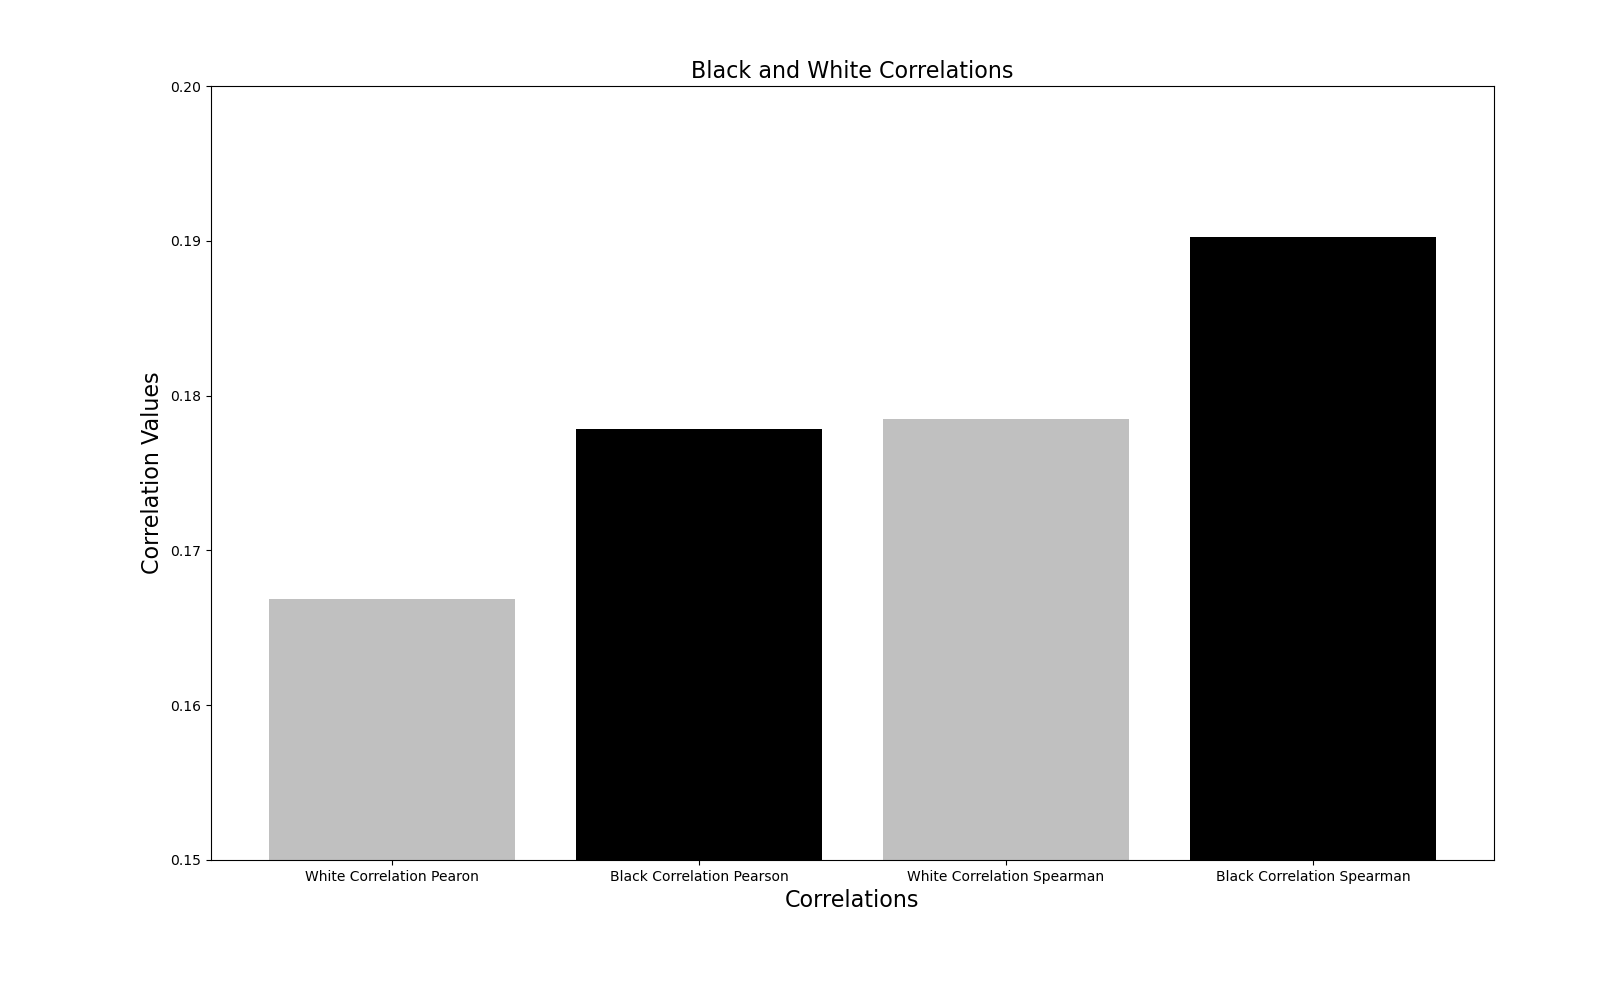 Black and White Correlations
0.20
0.19
0.18
0.17
0.16
0.15
Correlation Values
White Correlation Pearon
Black Correlation Pearson
White Correlation Spearman
Black Correlation Spearman
Correlations